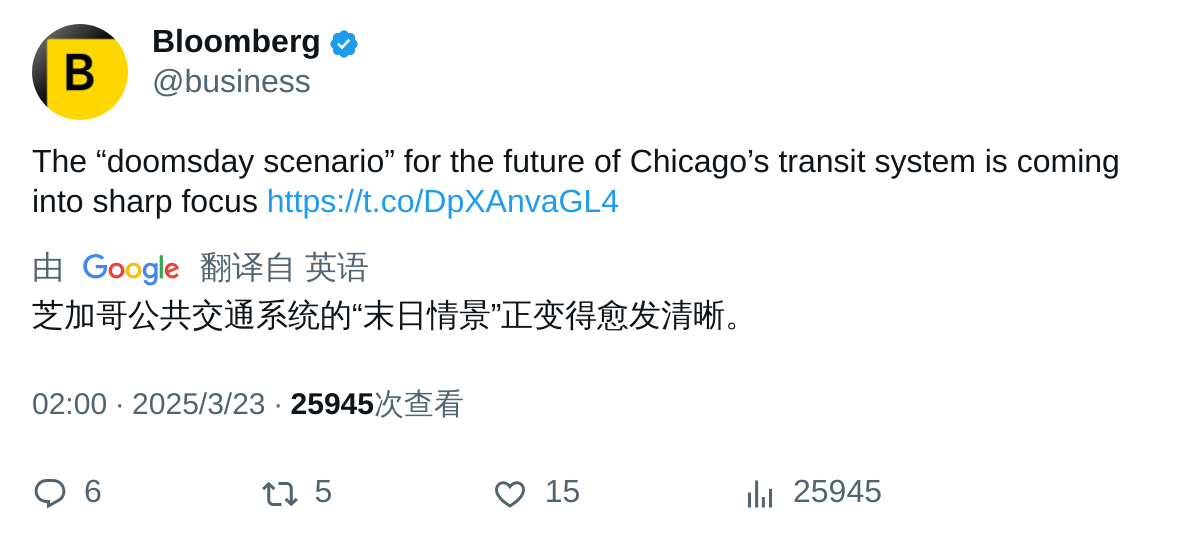 B
Bloomberg
@business
The “doomsday scenario” for the future of Chicago’s transit system is coming
into sharp focus https://t.co/DpXAnvaGL4
由 Google 翻译自 英语
芝加哥公共交通系统的“末日情景”正变得愈发清晰。
02:00 · 2025/3/23 · 25945次查看
6 5 15 25945